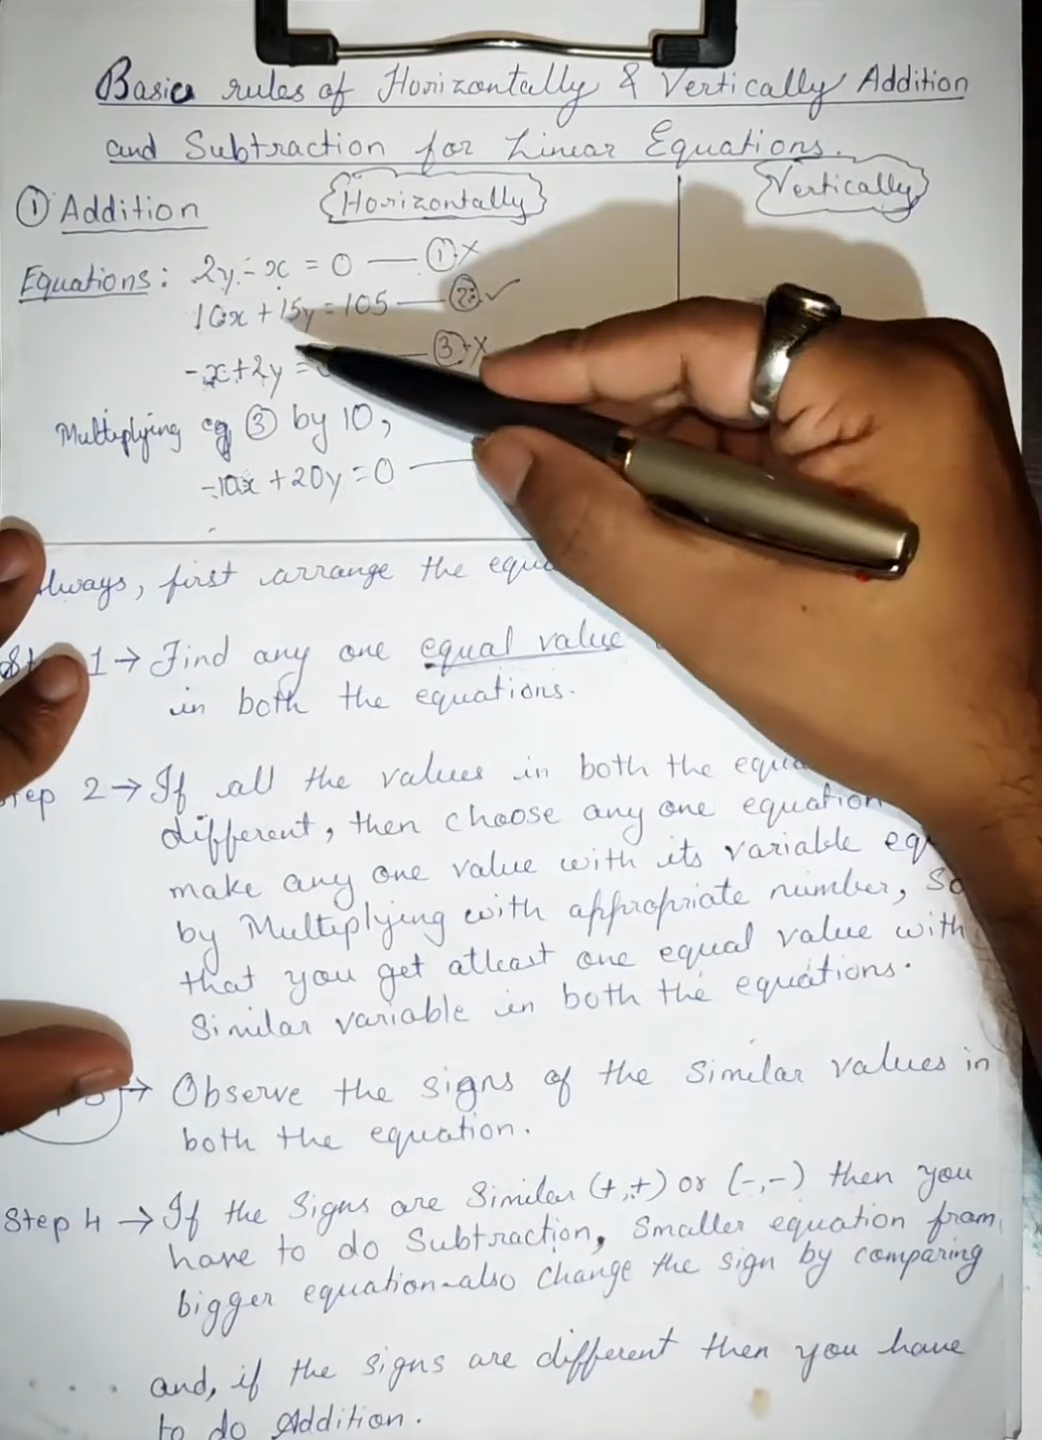 Basic rules of Horizontally & Vertically Addition
and Subtraction for Linear Equations.
① Addition Horizontally Vertically
Equations: 2y - x = 0 — ① ×
10x + 15y = 105 — ② ✓
-x + 2y = — ③ ×
Multiplying eq ③ by 10,
-10x + 20y = 0 —
Always, first arrange the
1 → Find any one equal value
in both the equations.
Step 2 → If all the values in both the
different, then choose any one equation
make any one value with its variable
by Multiplying with appropriate number, So
that you get atleast one equal value with
Similar variable in both the equations.
→ Observe the signs of the similar values in
both the equation.
Step 4 → If the Signs are Similar (+,+) or (-,-) then you
have to do Subtraction, Smaller equation from
bigger equation also change the sign by comparing
and, if the signs are different then you have
to do Addition.